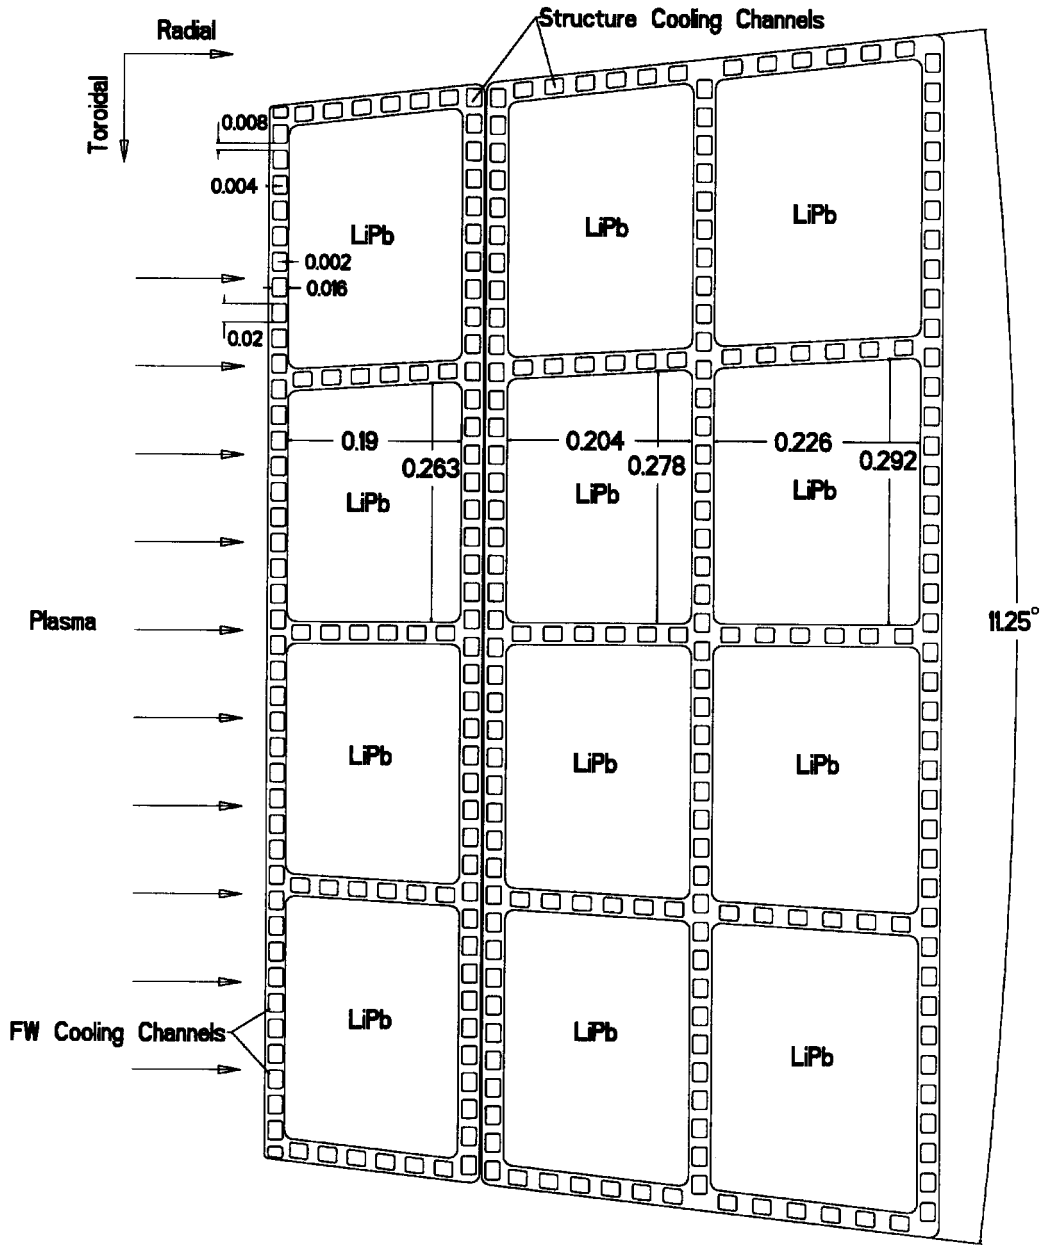 Structure Cooling Channels
Radial
Toroidal
0.008
0.004
LiPb
LiPb
LiPb
0.002
0.016
0.02
0.19
0.204
0.226
0.263
0.278
0.292
LiPb
LiPb
LiPb
Plasma
11.25°
LiPb
LiPb
LiPb
FW Cooling Channels
LiPb
LiPb
LiPb